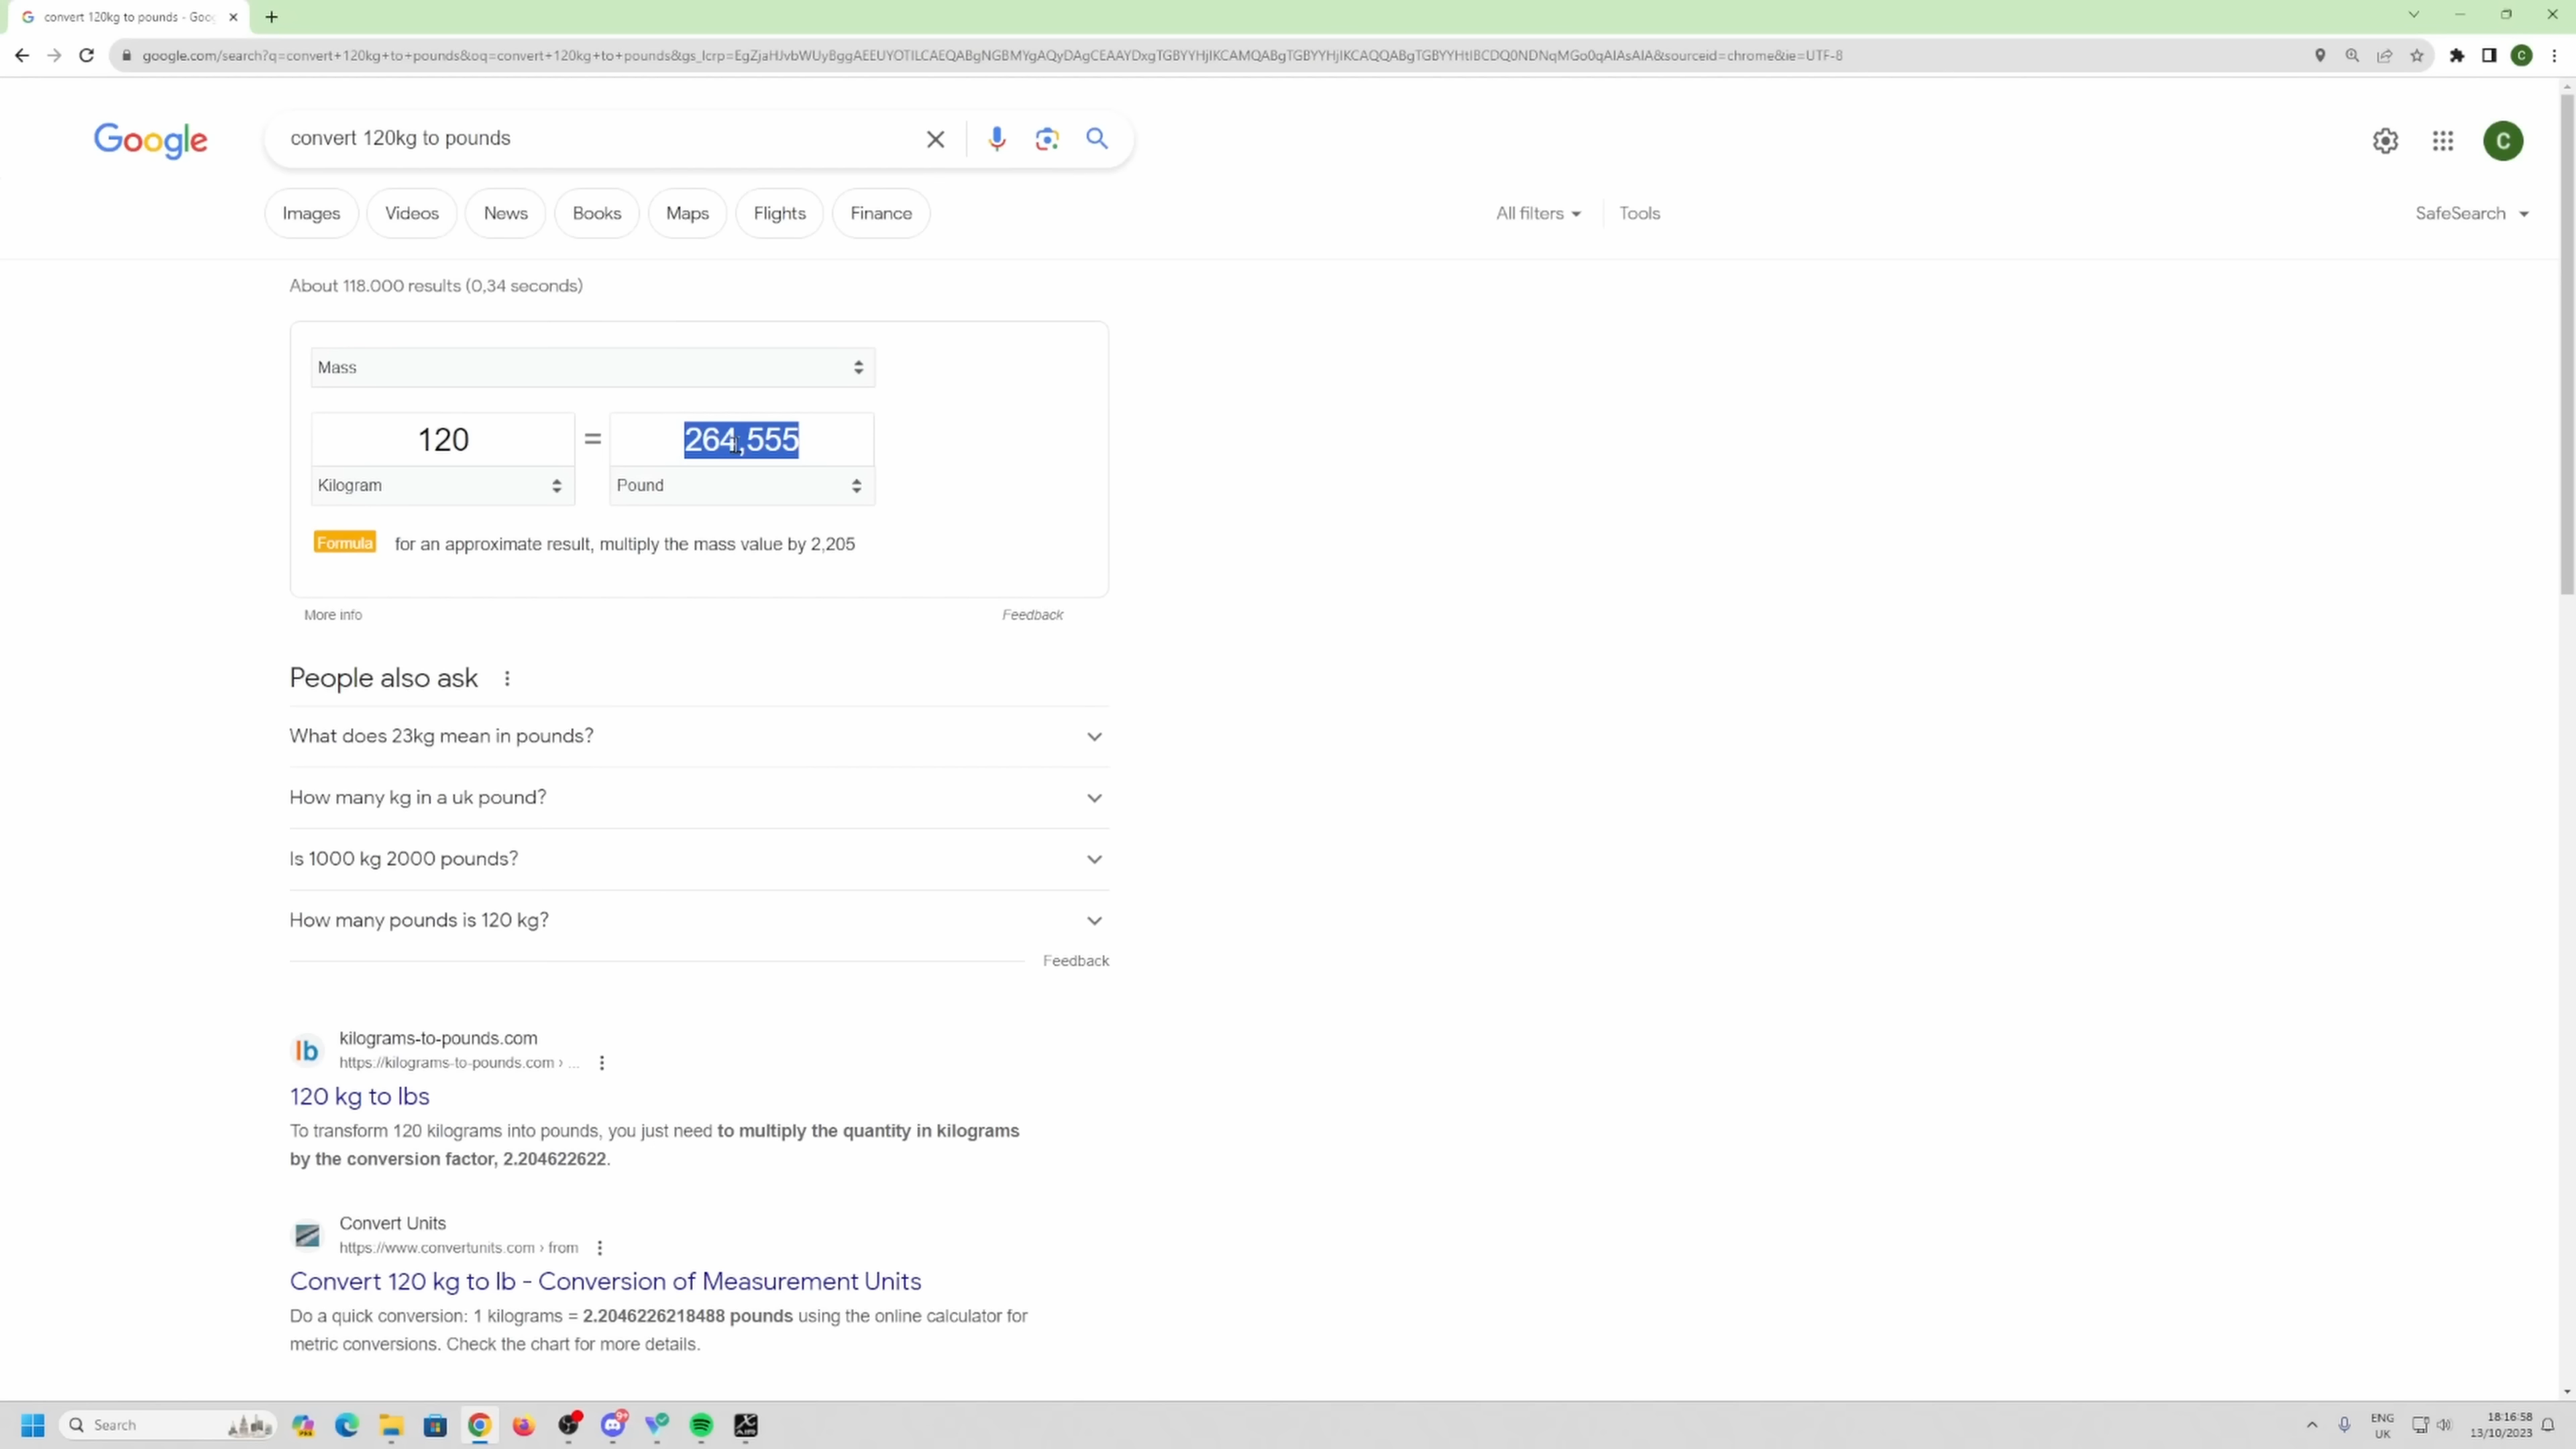 convert 120kg to pounds - Goo
google.com/search?q=convert+120kg+to+pounds&oq=convert+120kg+to+pounds&gs_lcrp=EgZjaHJvbWUyBggAEEUYOTILCAEQABgNGBMYgAQyDAgCEAAYDxgTGBYYHjIKCAMQABgTGBYYHjIKCAQQABgTGBYYHtIBCDQ0NDNqMGo0qAIAsAIA&sourceid=chrome&ie=UTF-8
C
Google
convert 120kg to pounds
C
Images
Videos
News
Books
Maps
Flights
Finance
All filters
Tools
SafeSearch
About 118.000 results (0,34 seconds)
Mass
120 = 264,555
Kilogram
Pound
Formula for an approximate result, multiply the mass value by 2,205
More info
Feedback
People also ask
What does 23kg mean in pounds?
How many kg in a uk pound?
Is 1000 kg 2000 pounds?
How many pounds is 120 kg?
Feedback
lb
kilograms-to-pounds.com
https://kilograms-to-pounds.com › ...
120 kg to lbs
To transform 120 kilograms into pounds, you just need to multiply the quantity in kilograms
by the conversion factor, 2.204622622.
Convert Units
https://www.convertunits.com › from
Convert 120 kg to lb - Conversion of Measurement Units
Do a quick conversion: 1 kilograms = 2.2046226218488 pounds using the online calculator for
metric conversions. Check the chart for more details.
Search
9+
ENG
UK
18:16:58
13/10/2023